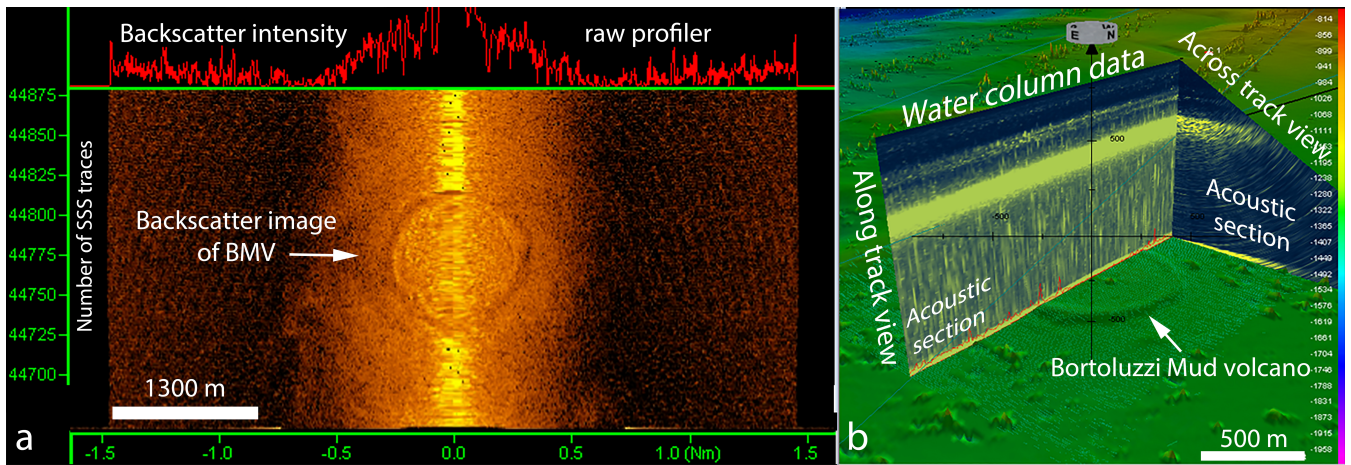 Backscatter intensity
raw profiler
44875
44850
44825
44800
44775
44750
44725
44700
Number of SSS traces
Backscatter image
of BMV
1300 m
a
-1.5
-1.0
-0.5
0.0
0.5
1.0 (Nm)
1.5
W
E N
Water column data
Across track view
Along track view
500
-500
-500
Acoustic
section
Acoustic
section
Bortoluzzi Mud volcano
b
500 m
-814
-856
-899
-941
-984
-1026
-1068
-1111
-1153
-1195
-1238
-1280
-1322
-1365
-1407
-1449
-1492
-1534
-1576
-1619
-1661
-1704
-1746
-1788
-1831
-1873
-1915
-1958